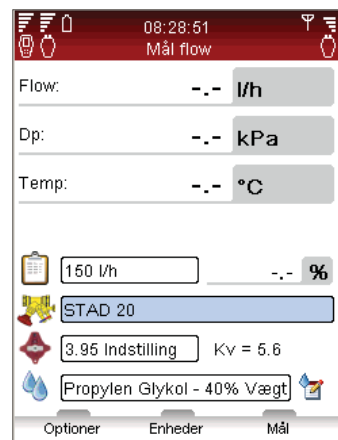 08:28:51
Mål flow
Flow: -.- l/h
Dp: -.- kPa
Temp: -.- °C
150 l/h -.- %
STAD 20
3.95 Indstilling Kv = 5.6
Propylen Glykol - 40% Vægt
Optioner Enheder Mål